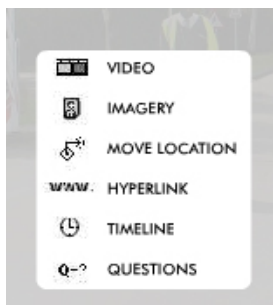 VIDEO
IMAGERY
MOVE LOCATION
www. HYPERLINK
TIMELINE
Q-? QUESTIONS